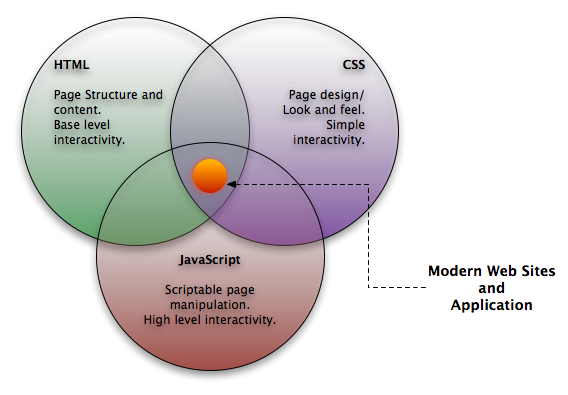 HTML
Page Structure and
content.
Base level
interactivity.
CSS
Page design/
Look and feel.
Simple
interactivity.
JavaScript
Scriptable page
manipulation.
High level interactivity.
Modern Web Sites
and
Application